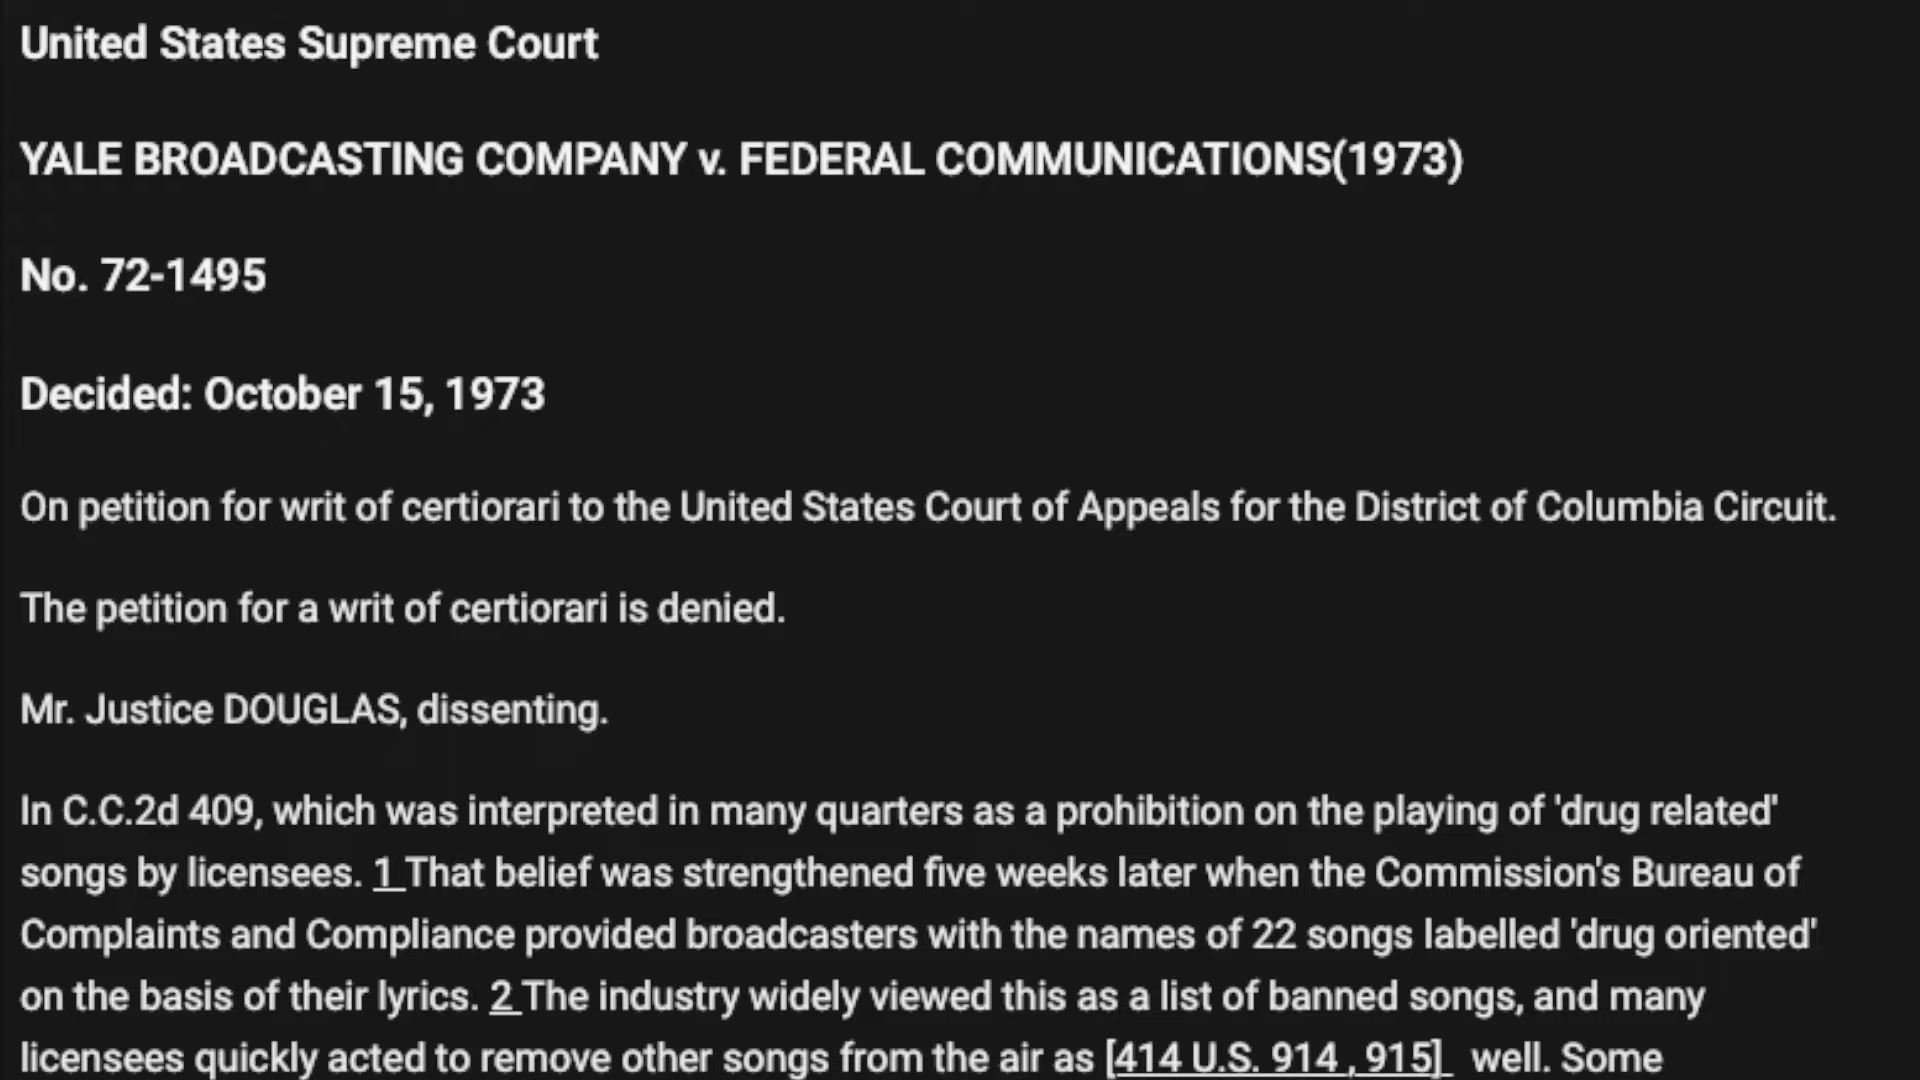 United States Supreme Court
YALE BROADCASTING COMPANY v. FEDERAL COMMUNICATIONS(1973)
No. 72-1495
Decided: October 15, 1973
On petition for writ of certiorari to the United States Court of Appeals for the District of Columbia Circuit.
The petition for a writ of certiorari is denied.
Mr. Justice DOUGLAS, dissenting.
In C.C.2d 409, which was interpreted in many quarters as a prohibition on the playing of 'drug related'
songs by licensees. 1 That belief was strengthened five weeks later when the Commission's Bureau of
Complaints and Compliance provided broadcasters with the names of 22 songs labelled 'drug oriented'
on the basis of their lyrics. 2 The industry widely viewed this as a list of banned songs, and many
licensees quickly acted to remove other songs from the air as [414 U.S. 914 , 915] well. Some